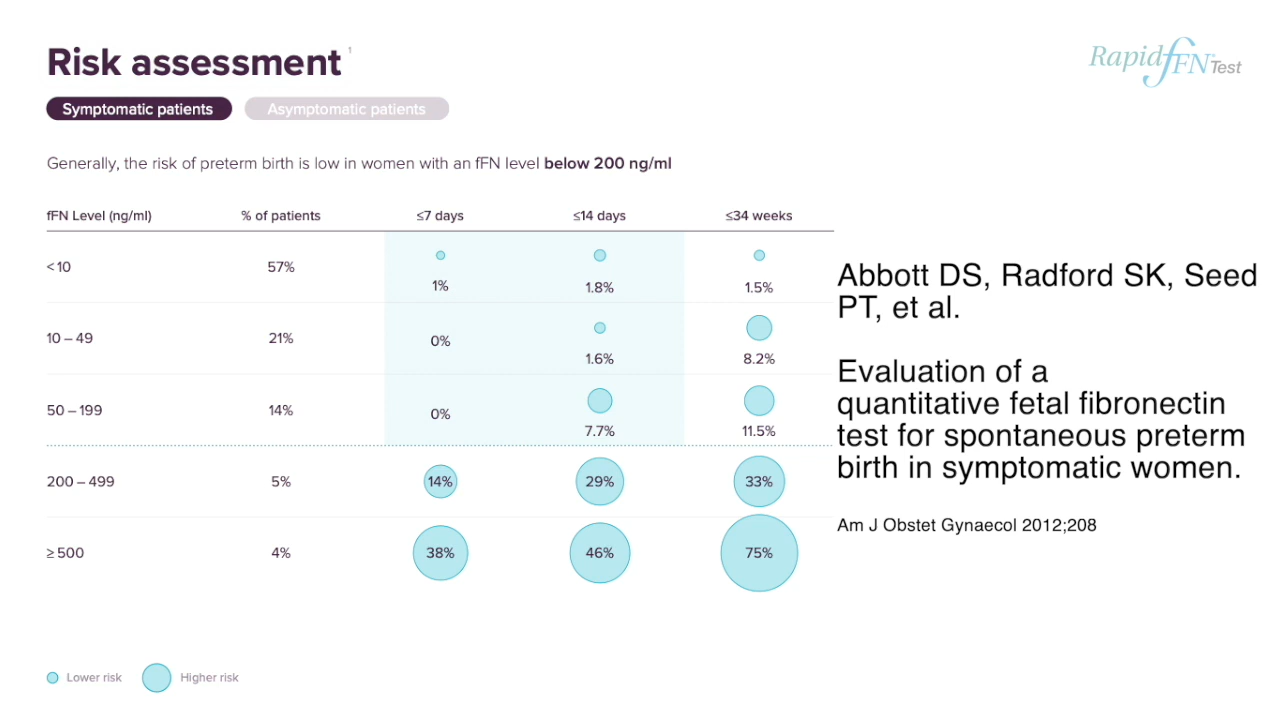 Risk assessment 1
Rapid fFN Test
Symptomatic patients Asymptomatic patients
Generally, the risk of preterm birth is low in women with an fFN level below 200 ng/ml
fFN Level (ng/ml) % of patients ≤7 days ≤14 days ≤34 weeks
<10 57% 1% 1.8% 1.5%
10 – 49 21% 0% 1.6% 8.2%
50 – 199 14% 0% 7.7% 11.5%
200 – 499 5% 14% 29% 33%
≥ 500 4% 38% 46% 75%
Lower risk Higher risk
Abbott DS, Radford SK, Seed
PT, et al.
Evaluation of a
quantitative fetal fibronectin
test for spontaneous preterm
birth in symptomatic women.
Am J Obstet Gynaecol 2012;208